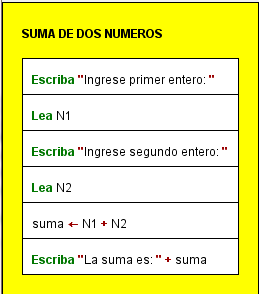 SUMA DE DOS NUMEROS
Escriba "Ingrese primer entero: "
Lea N1
Escriba "Ingrese segundo entero: "
Lea N2
suma ← N1 + N2
Escriba "La suma es: " + suma